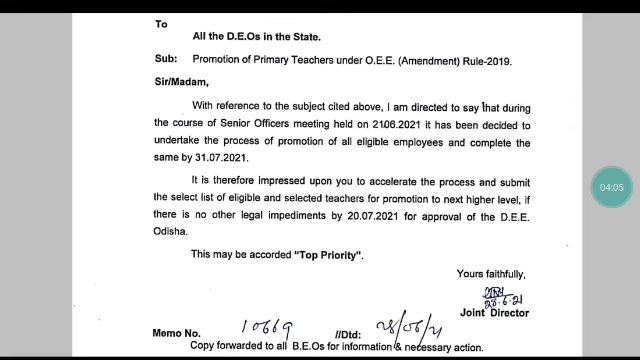 To
All the D.E.Os in the State.
Sub: Promotion of Primary Teachers under O.E.E. (Amendment) Rule-2019.
Sir/Madam,
With reference to the subject cited above, I am directed to say that during
the course of Senior Officers meeting held on 21.06.2021 it has been decided to
undertake the process of promotion of all eligible employees and complete the
same by 31.07.2021.
It is therefore impressed upon you to accelerate the process and submit
the select list of eligible and selected teachers for promotion to next higher level, if
there is no other legal impediments by 20.07.2021 for approval of the D.E.E.
Odisha.
This may be accorded “Top Priority”.
Yours faithfully,
28.6.21
Joint Director
Memo No. 10669 //Dtd: 28/06/21
Copy forwarded to all B.E.Os for information & necessary action.
04:05